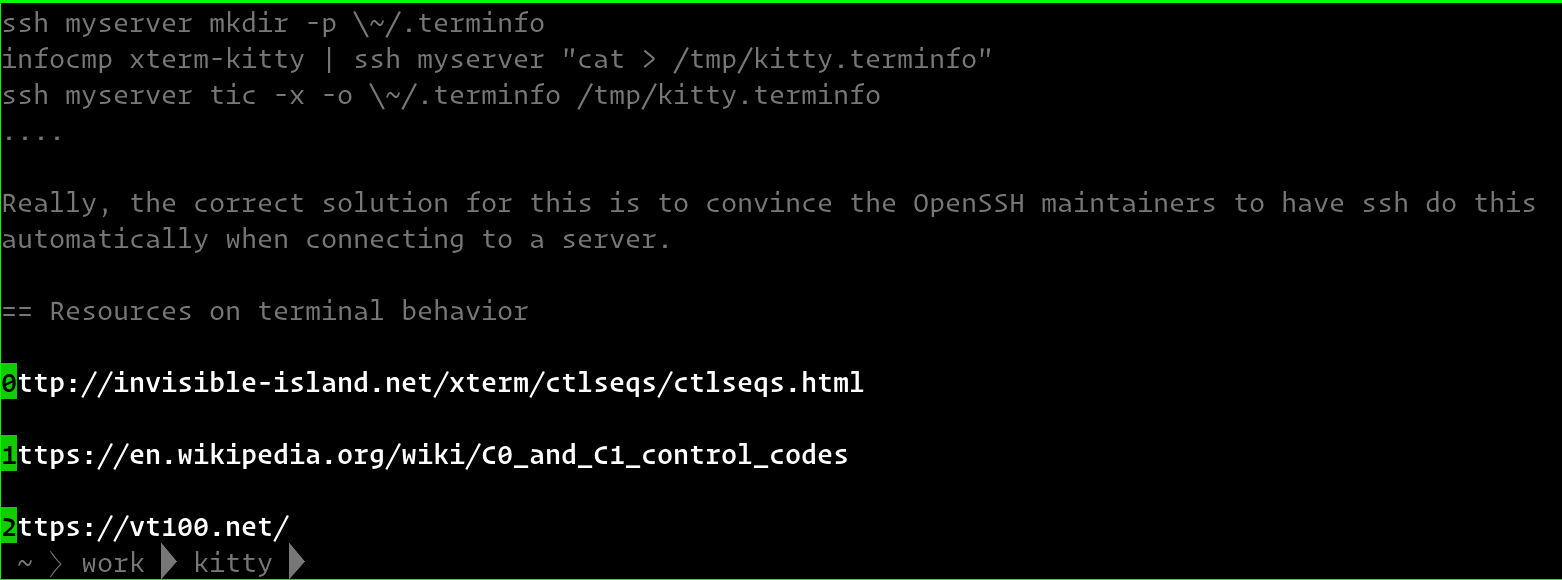 ssh myserver mkdir -p \~/.terminfo
infocmp xterm-kitty | ssh myserver "cat > /tmp/kitty.terminfo"
ssh myserver tic -x -o \~/.terminfo /tmp/kitty.terminfo
....
Really, the correct solution for this is to convince the OpenSSH maintainers to have ssh do this
automatically when connecting to a server.
== Resources on terminal behavior
0ttp://invisible-island.net/xterm/ctlseqs/ctlseqs.html
1ttps://en.wikipedia.org/wiki/C0_and_C1_control_codes
2ttps://vt100.net/
~ work kitty